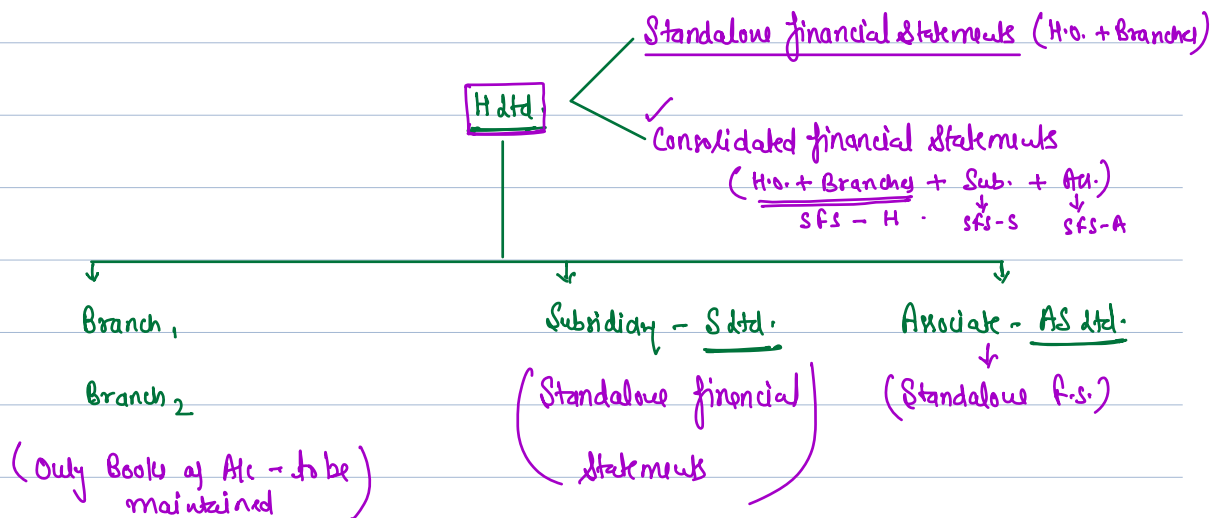 Standalone financial Statements (H.O. + Branches)
H Ltd.
Consolidated financial Statements
(H.O. + Branches + Sub. + Ass.)
SFS - H. SFS-S SFS-A
Branch 1 Subsidiary - S Ltd. Associate - AS Ltd.
Branch 2 (Standalone financial (Standalone f.s.)
(Only Books of A/c - to be Statements)
maintained)